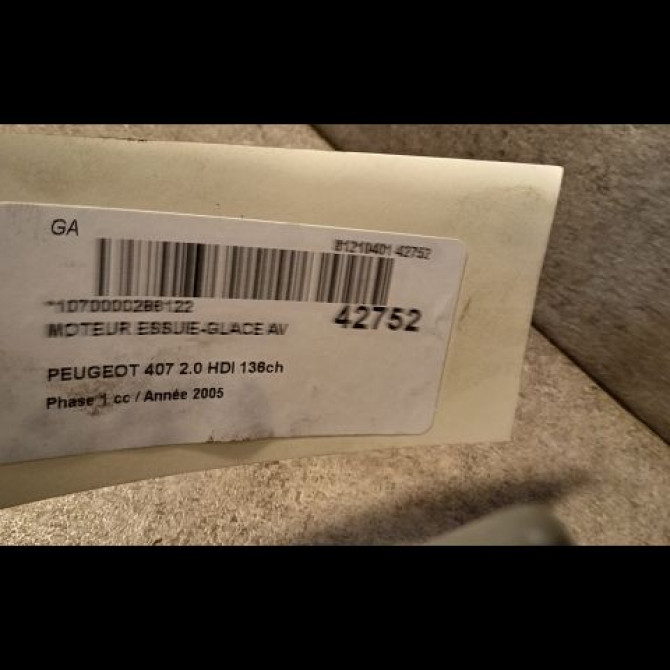 GA
81210401 42752
*1070000286122
42752
MOTEUR ESSUIE-GLACE AV
PEUGEOT 407 2.0 HDI 136ch
Phase 1 cc / Année 2005